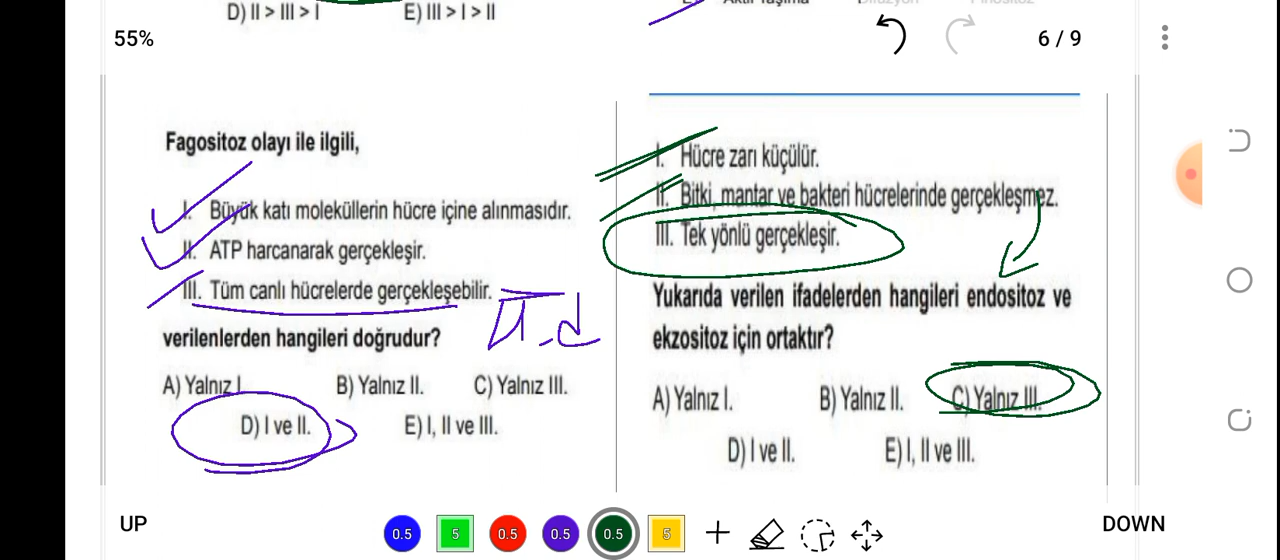 D) II > III > I E) III > I > II
Aktif Taşıma
55%
6 / 9
Fagositoz olayı ile ilgili,
I. Büyük katı moleküllerin hücre içine alınmasıdır.
II. ATP harcanarak gerçekleşir.
III. Tüm canlı hücrelerde gerçekleşebilir.
verilenlerden hangileri doğrudur?
A) Yalnız I B) Yalnız II. C) Yalnız III.
D) I ve II. E) I, II ve III.
I. Hücre zarı küçülür.
II. Bitki, mantar ve bakteri hücrelerinde gerçekleşmez.
III. Tek yönlü gerçekleşir.
Yukarıda verilen ifadelerden hangileri endositoz ve
ekzositoz için ortaktır?
A) Yalnız I. B) Yalnız II. C) Yalnız III.
D) I ve II. E) I, II ve III.
UP
0.5 5 0.5 0.5 0.5 5
DOWN